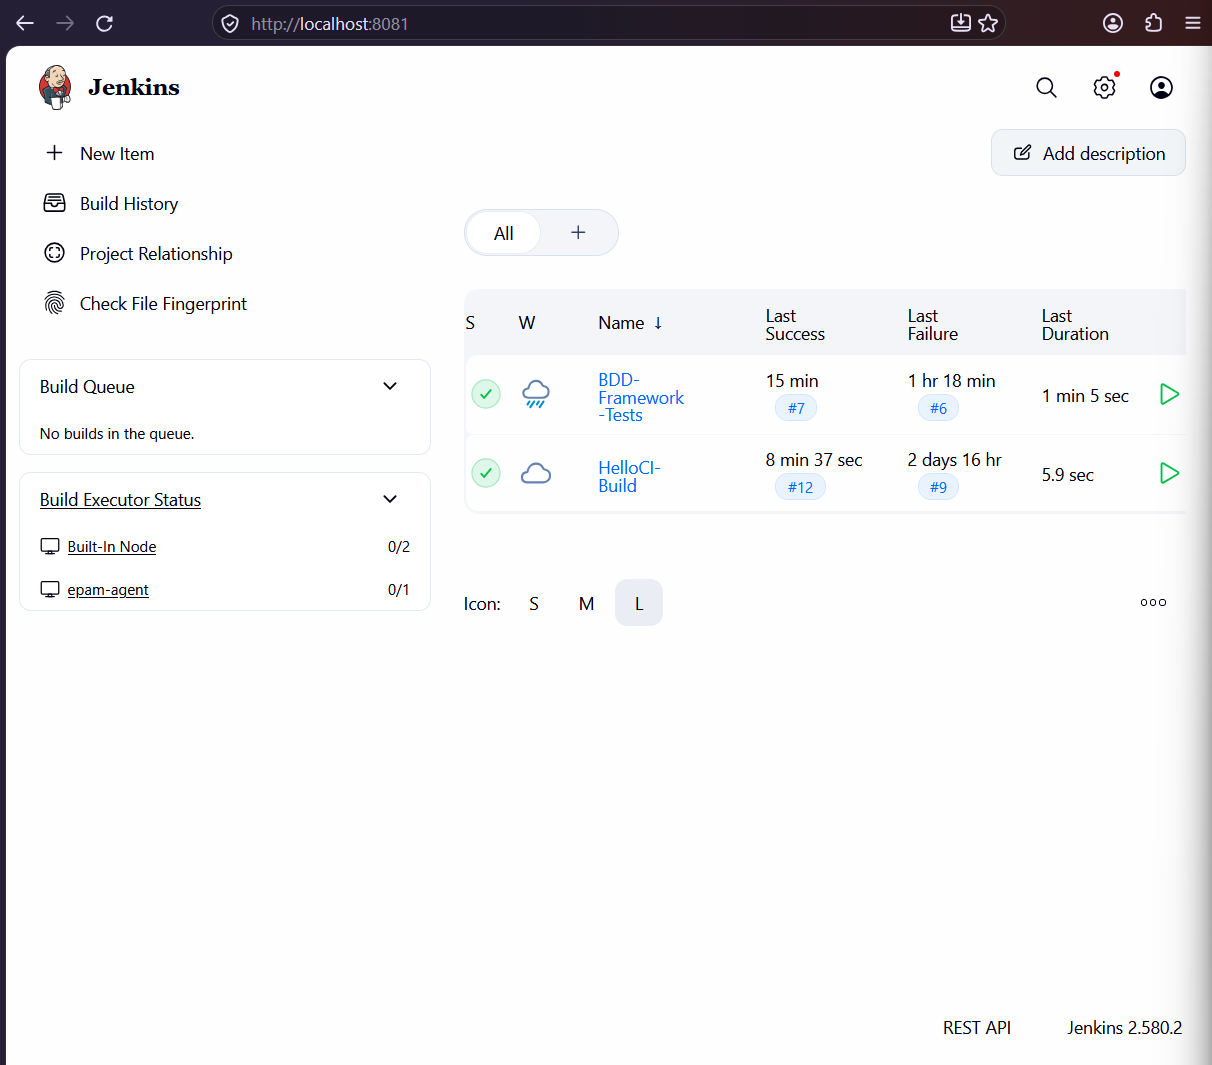 http://localhost:8081
Jenkins
New Item
Build History
Project Relationship
Check File Fingerprint
Add description
All
Build Queue
No builds in the queue.
Build Executor Status
Built-In Node 0/2
epam-agent 0/1
S W Name ↓ Last Success Last Failure Last Duration
BDD-
Framework
-Tests
15 min
#7
1 hr 18 min
#6
1 min 5 sec
HelloCI-
Build
8 min 37 sec
#12
2 days 16 hr
#9
5.9 sec
Icon: S M L
REST API Jenkins 2.580.2